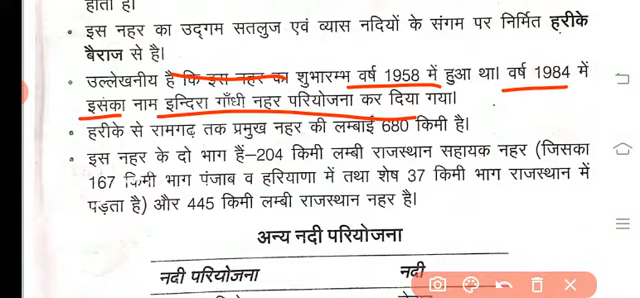 होता है।
• इस नहर का उद्गम सतलुज एवं व्यास नदियों के संगम पर निर्मित हरीके
बैराज से है।
• उल्लेखनीय है कि इस नहर का शुभारम्भ वर्ष 1958 में हुआ था। वर्ष 1984 में
इसका नाम इन्दिरा गाँधी नहर परियोजना कर दिया गया।
• हरीके से रामगढ़ तक प्रमुख नहर की लम्बाई 680 किमी है।
• इस नहर के दो भाग हैं–204 किमी लम्बी राजस्थान सहायक नहर (जिसका
167 किमी भाग पंजाब व हरियाणा में तथा शेष 37 किमी भाग राजस्थान में
पड़ता है) और 445 किमी लम्बी राजस्थान नहर है।
अन्य नदी परियोजना
नदी परियोजना नदी